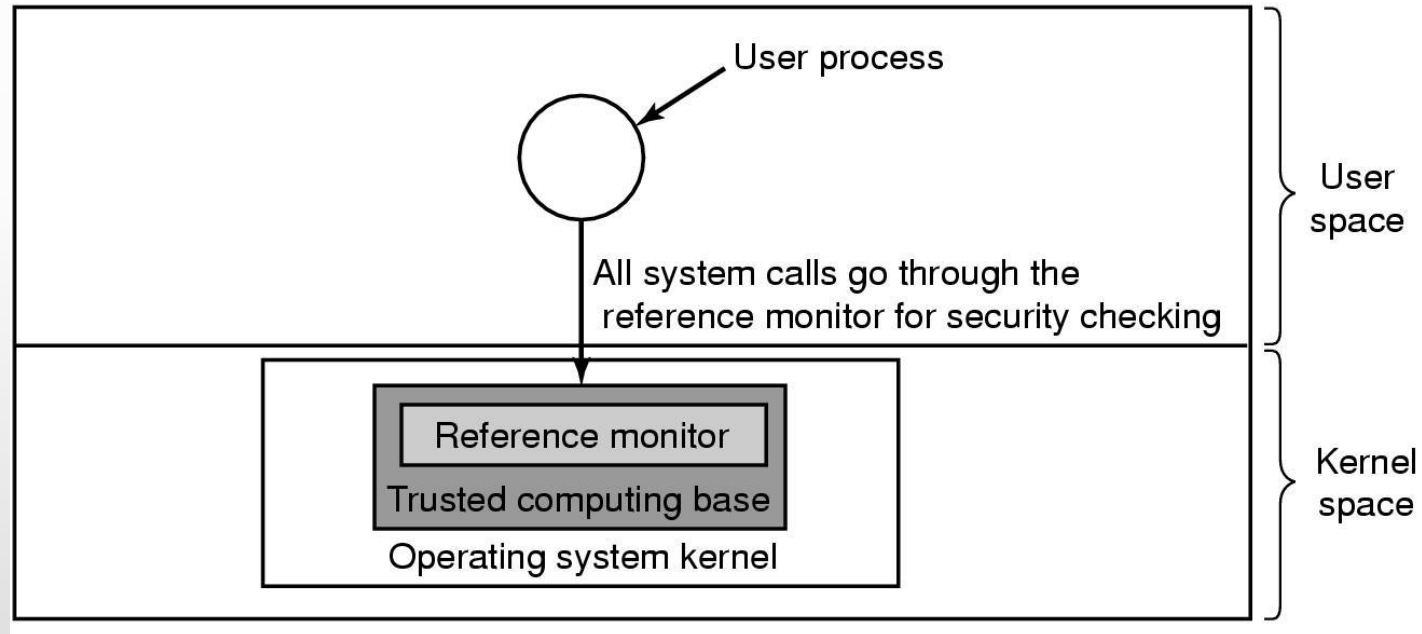 User process
User
space
All system calls go through the
reference monitor for security checking
Reference monitor
Trusted computing base
Operating system kernel
Kernel
space